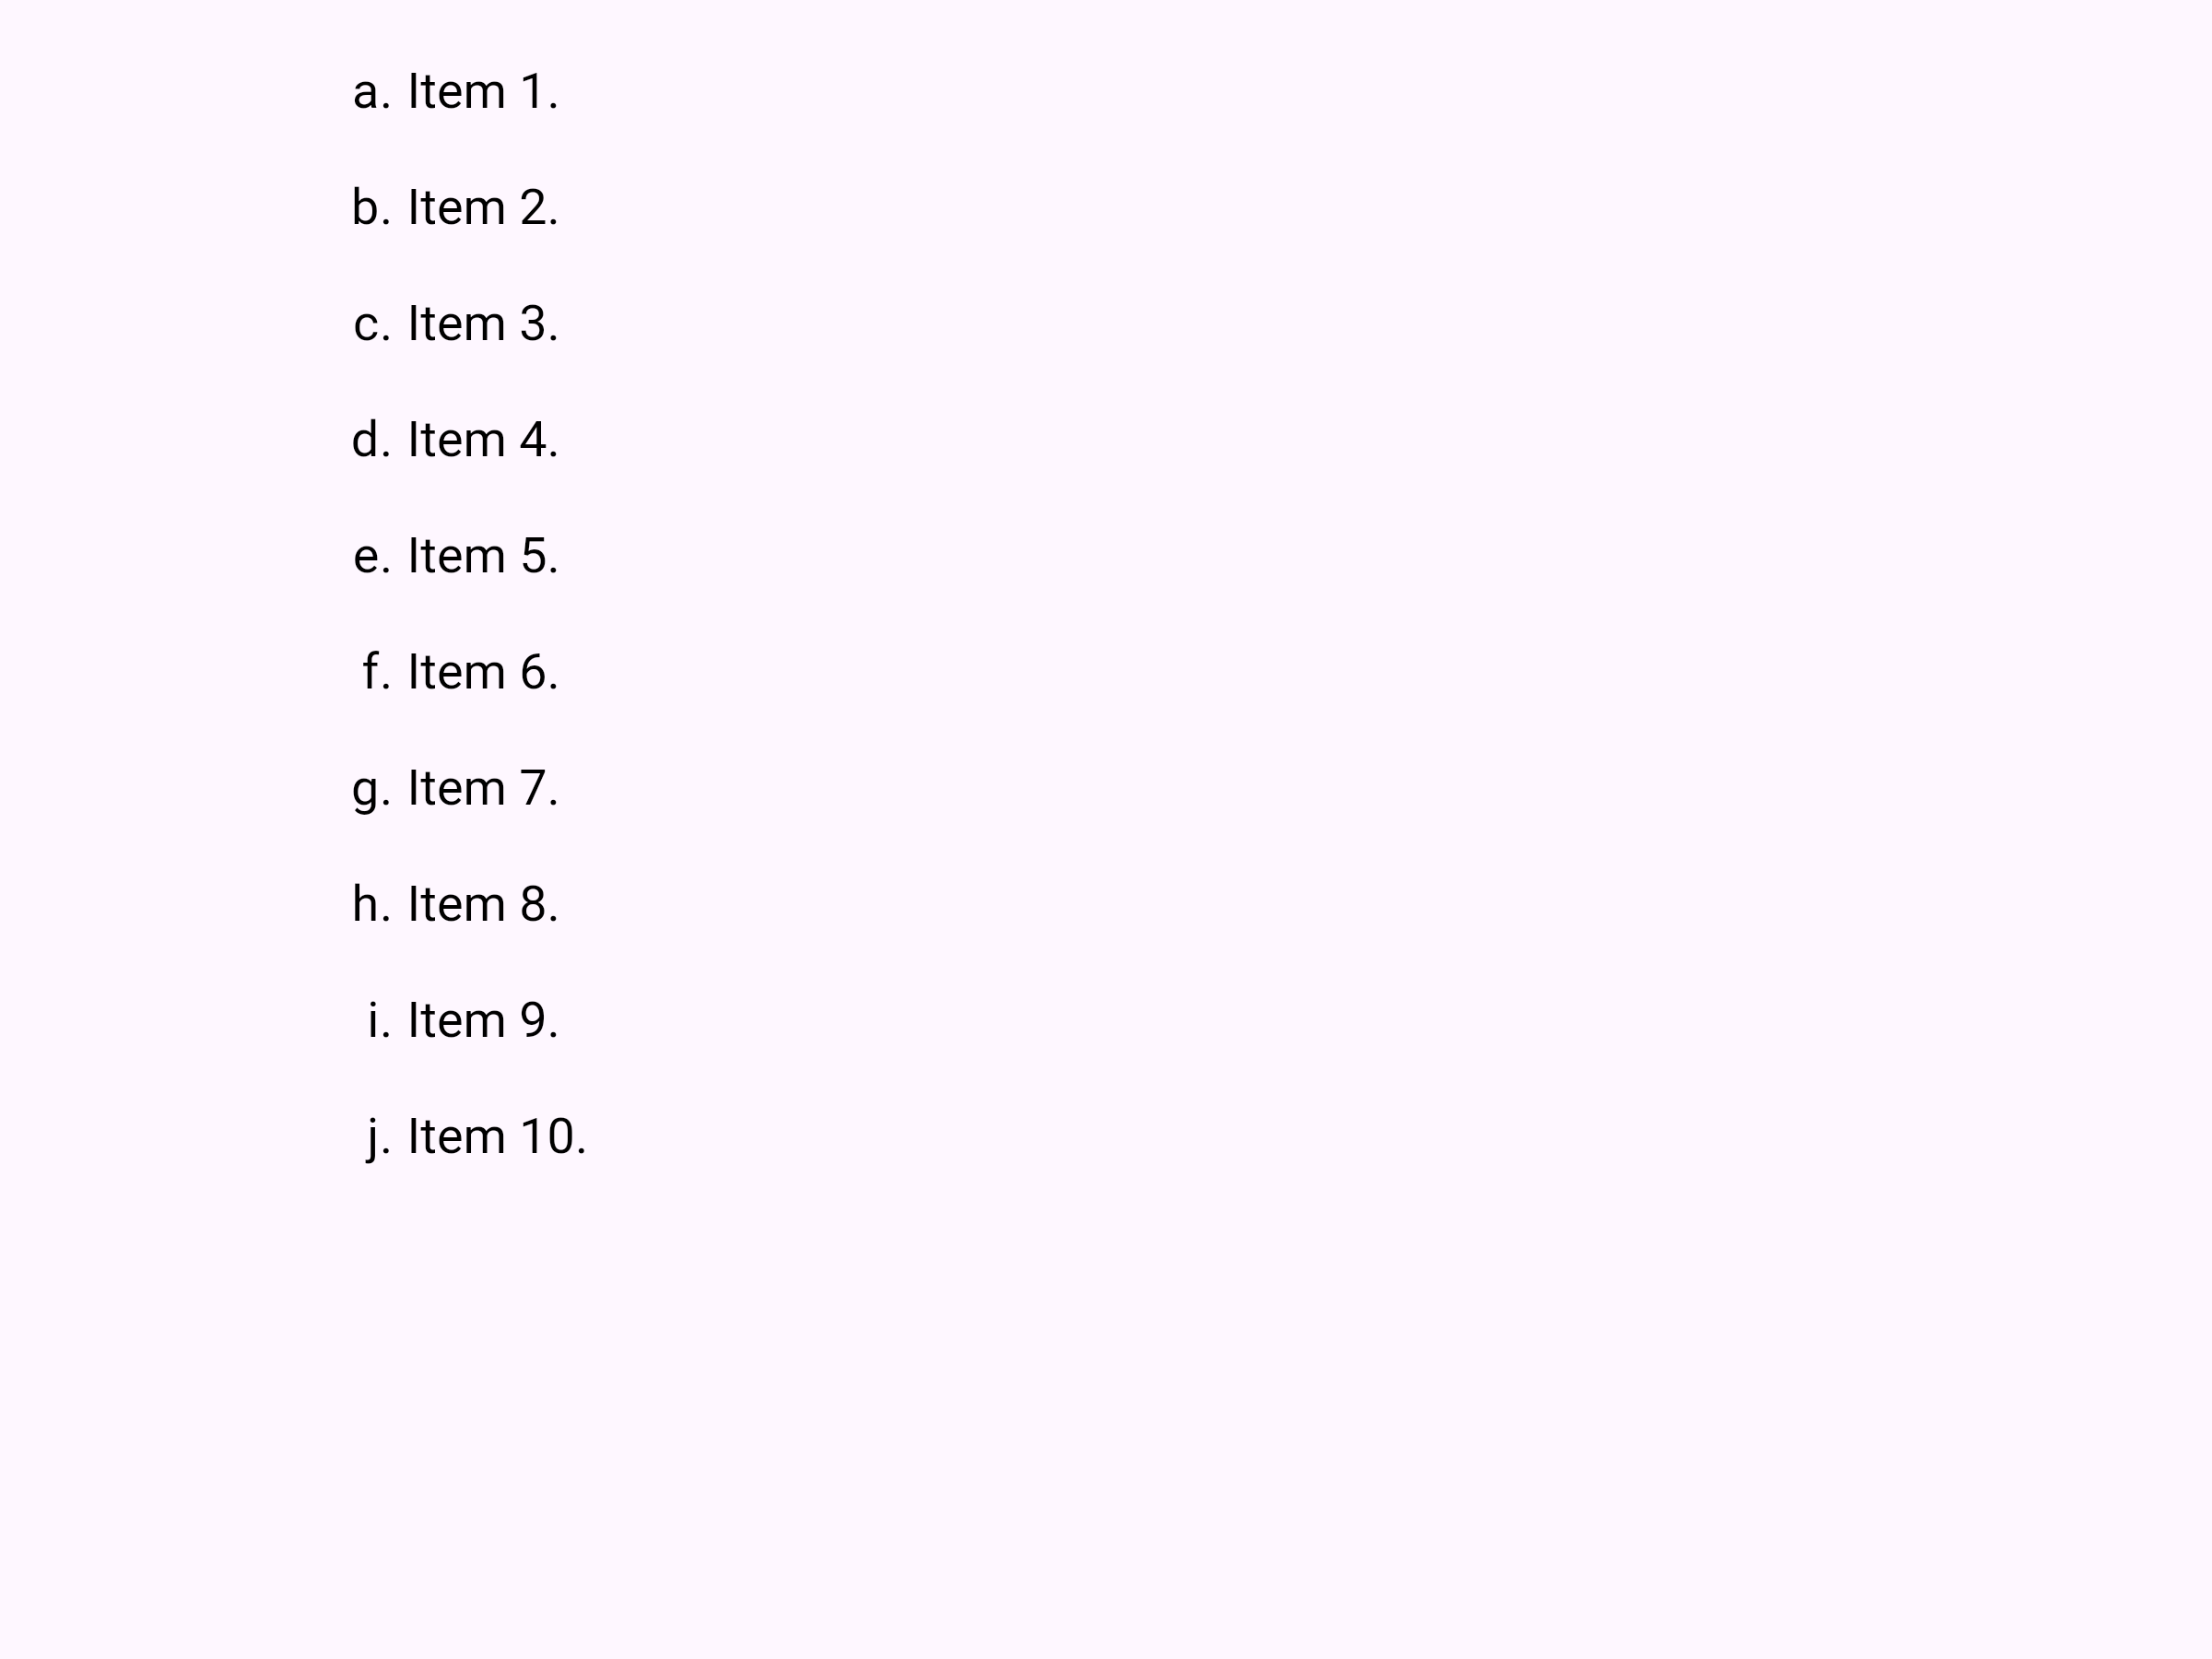 a. Item 1.
b. Item 2.
c. Item 3.
d. Item 4.
e. Item 5.
f. Item 6.
g. Item 7.
h. Item 8.
i. Item 9.
j. Item 10.